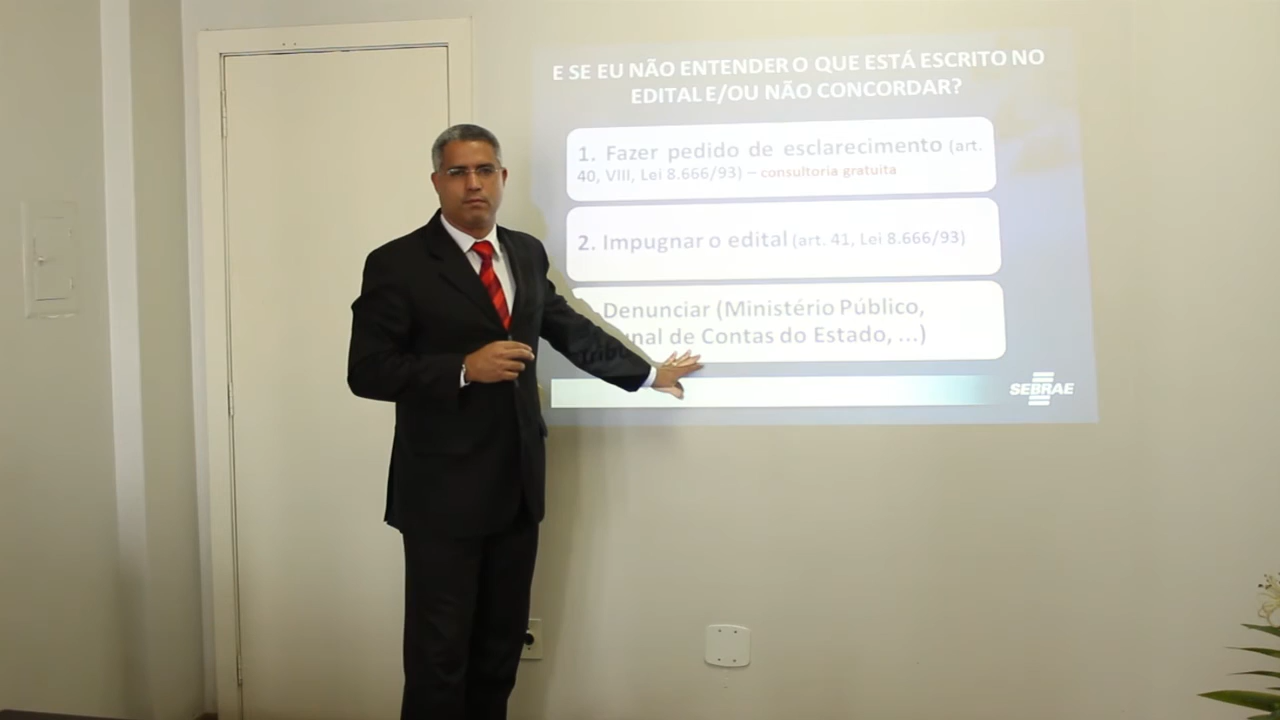 E SE EU NÃO ENTENDER O QUE ESTÁ ESCRITO NO
EDITAL E/OU NÃO CONCORDAR?
1. Fazer pedido de esclarecimento (art.
40, VIII, Lei 8.666/93) – consultoria gratuita
2. Impugnar o edital (art. 41, Lei 8.666/93)
Denunciar (Ministério Público,
tribunal de Contas do Estado, ...)
SEBRAE